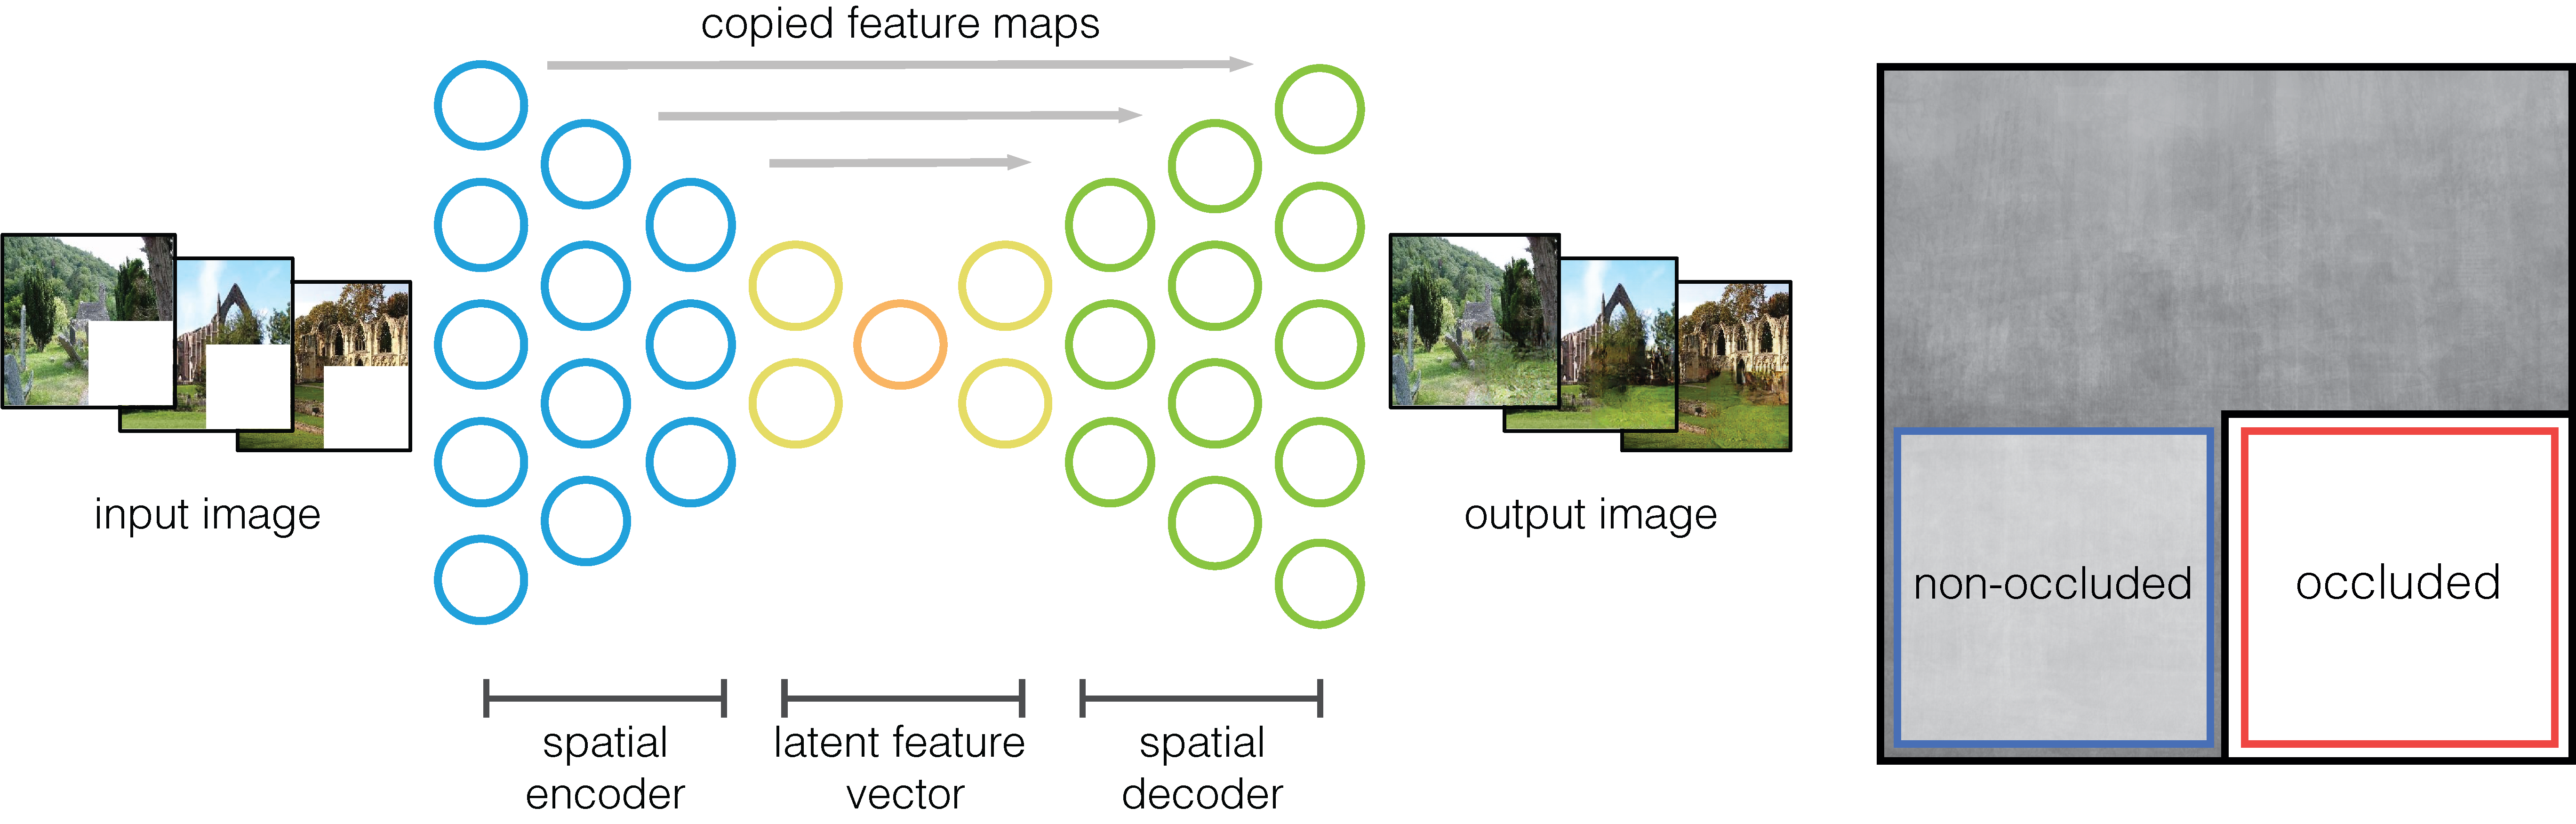 copied feature maps
input image
output image
non-occluded
occluded
spatial
encoder
latent feature
vector
spatial
decoder